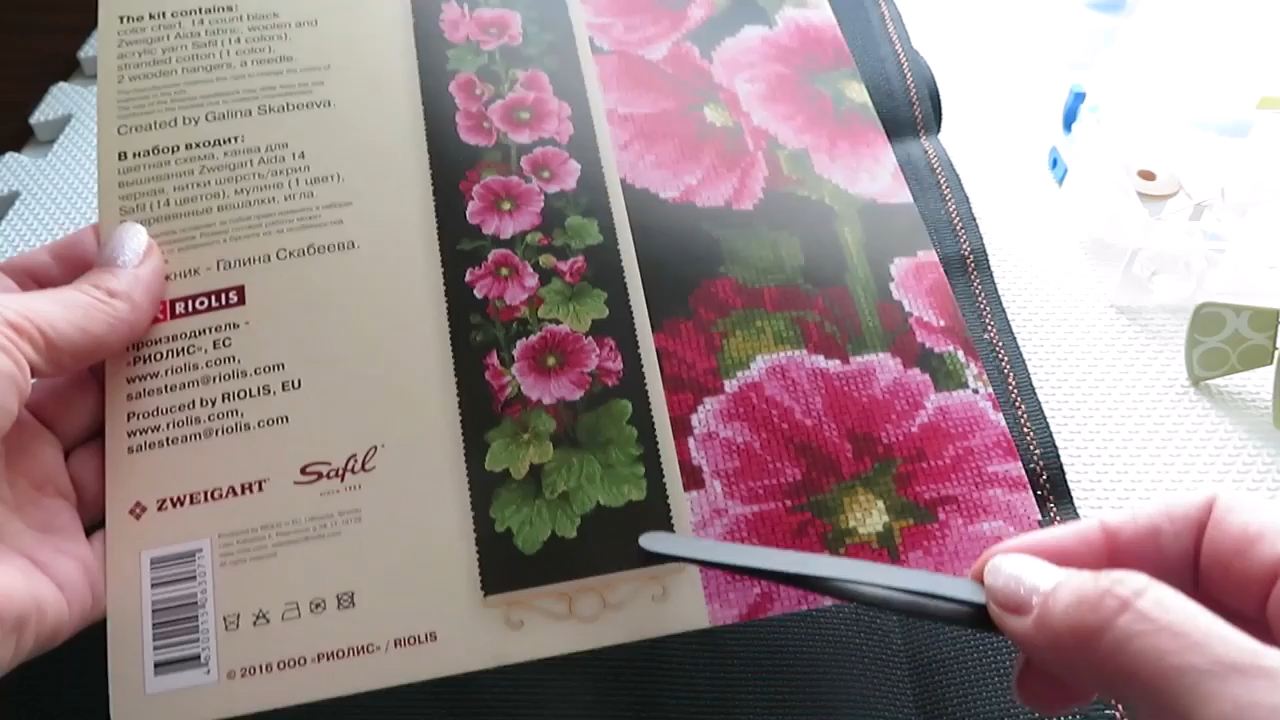 The kit contains:
color chart, 14 count black
Zweigart Aida fabric, woolen and
acrylic yarn Safil (14 colors),
stranded cotton (1 color),
2 wooden hangers, a needle.
Created by Galina Skabeeva.
В набор входит:
цветная схема, канва для
вышивания Zweigart Aida 14
черная, нитки шерсть/акрил
Safil (14 цветов), мулине (1 цвет),
деревянные вешалки, игла.
- Галина Скабеева.
RIOLIS
Производитель -
«РИОЛИС», ЕС
www.riolis.com,
salesteam@riolis.com
Produced by RIOLIS, EU
www.riolis.com,
salesteam@riolis.com
ZWEIGART
Safil
© 2016 ООО «РИОЛИС» / RIOLIS